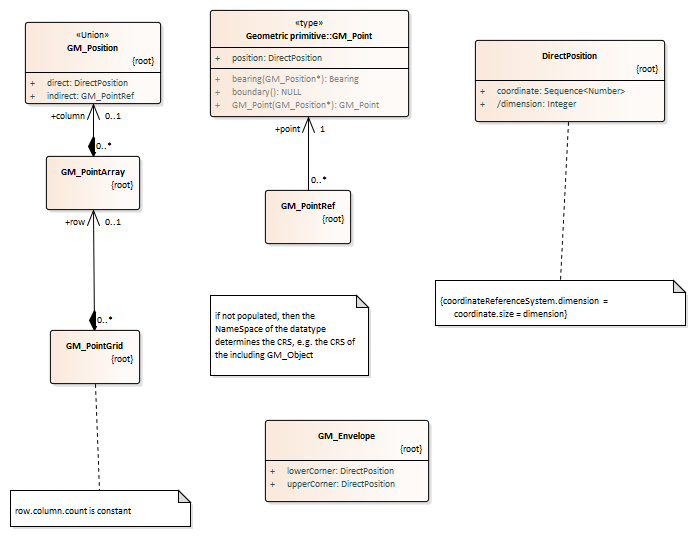 «Union»
GM_Position
{root}
+ direct: DirectPosition
+ indirect: GM_PointRef
+column
0..1
0..*
GM_PointArray
{root}
+row
0..1
0..*
GM_PointGrid
{root}
row.column.count is constant
«type»
Geometric primitive::GM_Point
+ position: DirectPosition
+ bearing(GM_Position*): Bearing
+ boundary(): NULL
+ GM_Point(GM_Position*): GM_Point
+point
1
0..*
GM_PointRef
{root}
if not populated, then the
NameSpace of the datatype
determines the CRS, e.g. the CRS of
the including GM_Object
GM_Envelope
{root}
+ lowerCorner: DirectPosition
+ upperCorner: DirectPosition
DirectPosition
{root}
+ coordinate: Sequence<Number>
+ /dimension: Integer
{coordinateReferenceSystem.dimension =
coordinate.size = dimension}